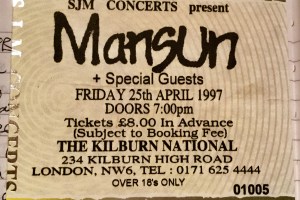 SJM CONCERTS present
Mansun
+ Special Guests
FRIDAY 25th APRIL 1997
DOORS 7:00pm
Tickets £8.00 In Advance
(Subject to Booking Fee)
THE KILBURN NATIONAL
234 KILBURN HIGH ROAD
LONDON, NW6, TEL : 0171 625 4444
OVER 18's ONLY
01005
SJM CONCERTS